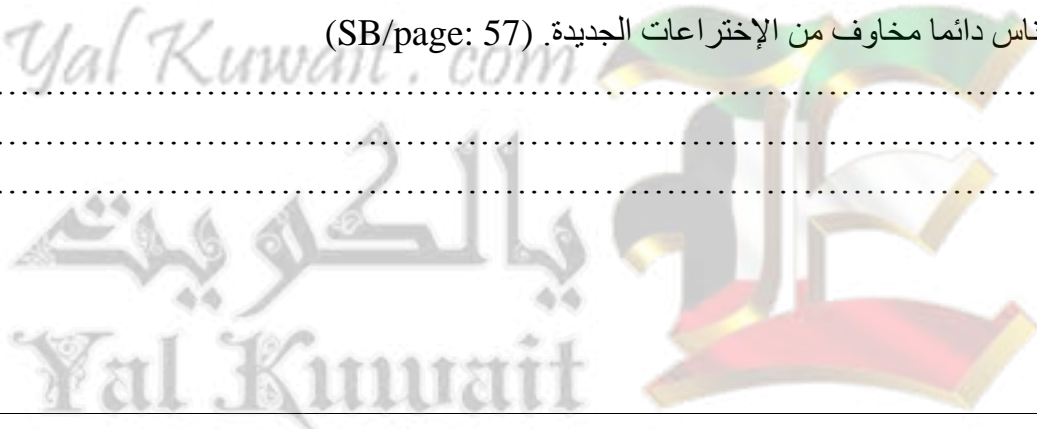 ناس دائما مخاوف من الإختراعات الجديدة. (SB/page: 57)
Yal Kuwait . com
يالكويت
Yal Kuwait